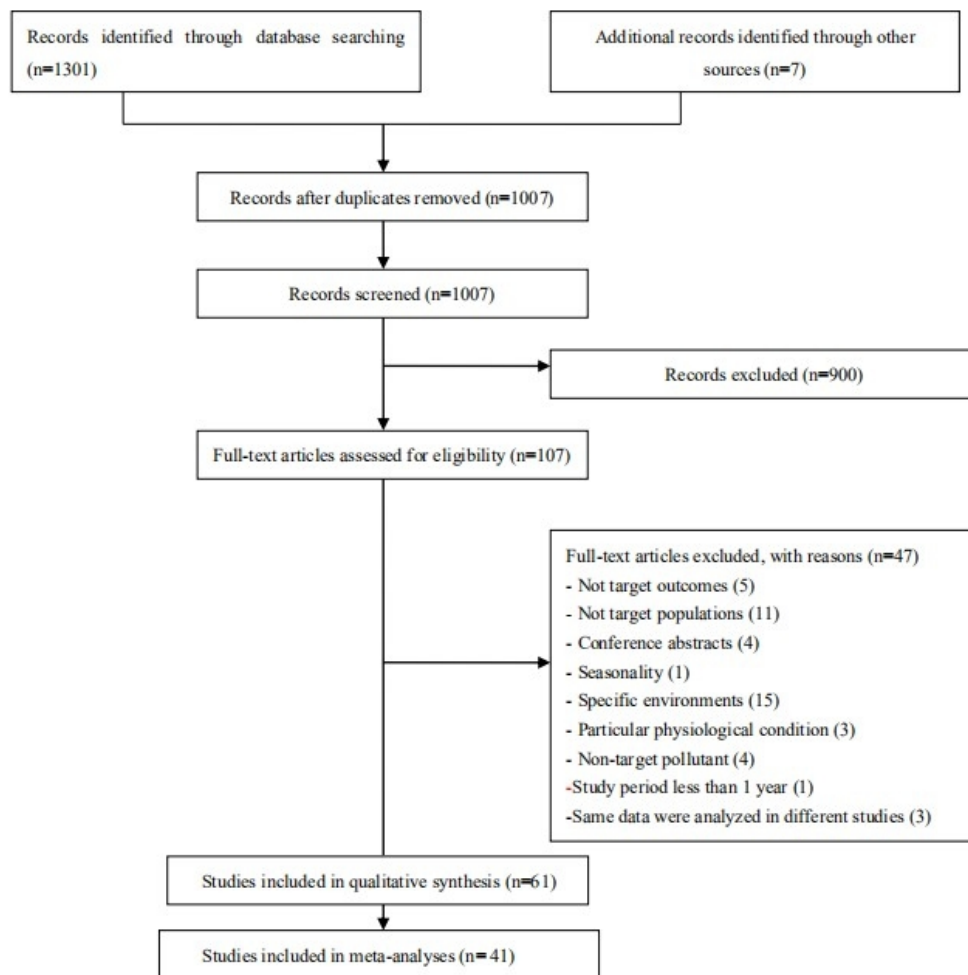 Records identified through database searching
(n=1301)
Additional records identified through other
sources (n=7)
Records after duplicates removed (n=1007)
Records screened (n=1007)
Records excluded (n=900)
Full-text articles assessed for eligibility (n=107)
Full-text articles excluded, with reasons (n=47)
- Not target outcomes (5)
- Not target populations (11)
- Conference abstracts (4)
- Seasonality (1)
- Specific environments (15)
- Particular physiological condition (3)
- Non-target pollutant (4)
-Study period less than 1 year (1)
-Same data were analyzed in different studies (3)
Studies included in qualitative synthesis (n=61)
Studies included in meta-analyses (n=41)